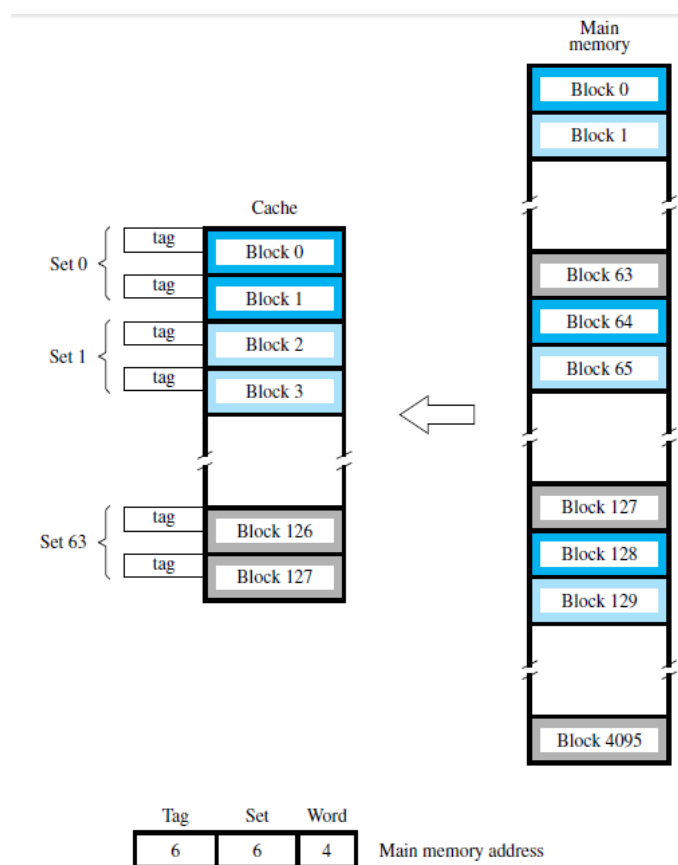 Main
memory
Block 0
Block 1
Cache
tag
Block 0
Set 0
Block 63
tag
Block 1
Block 64
tag
Block 2
Set 1
Block 65
tag
Block 3
tag
Block 126
Set 63
Block 127
tag
Block 127
Block 128
Block 129
Block 4095
Tag Set Word
6 6 4 Main memory address